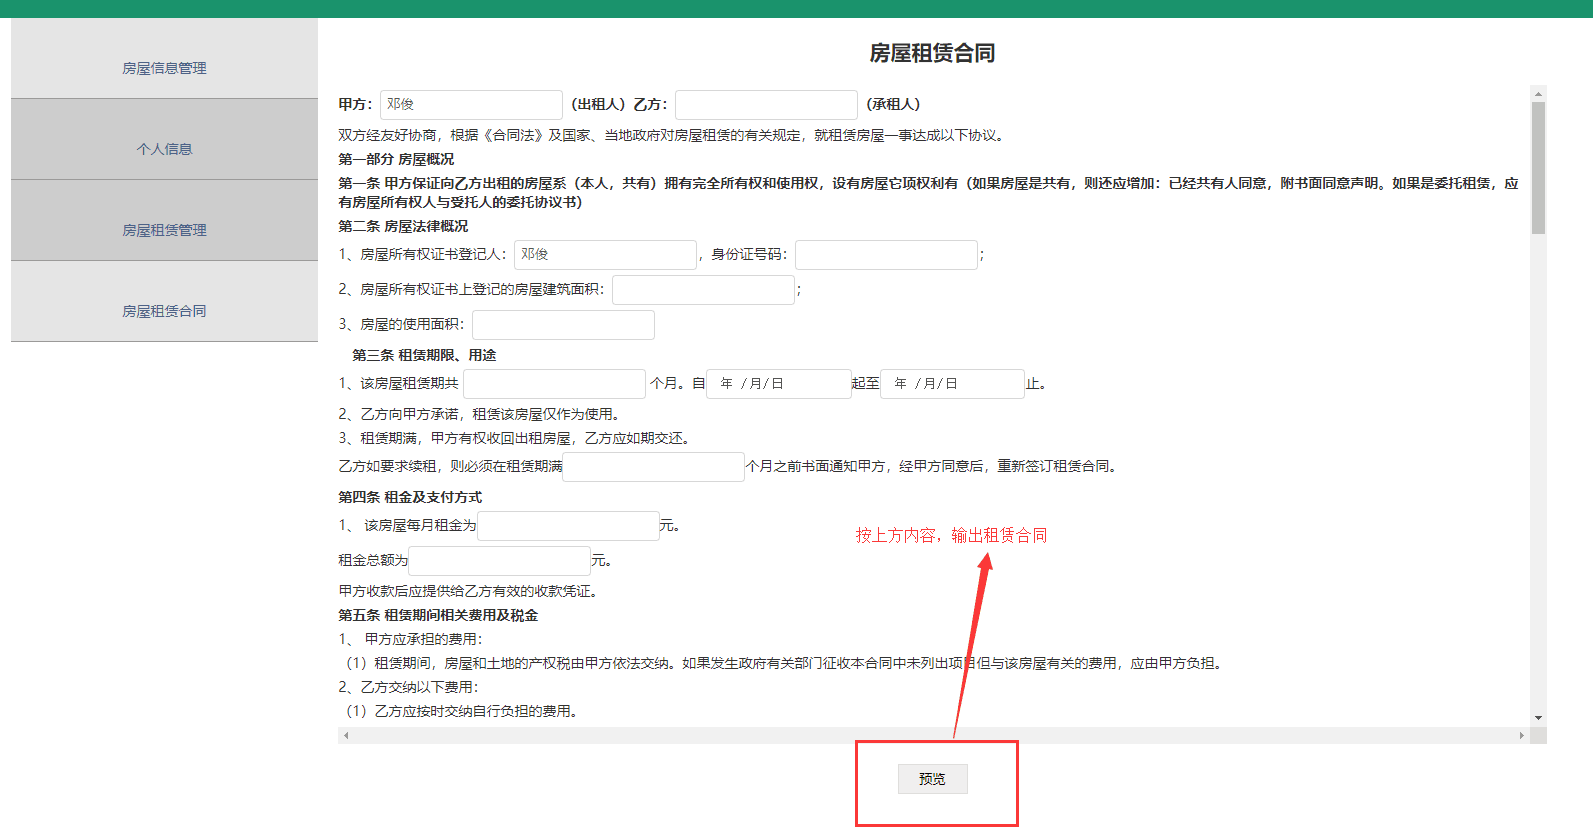 房屋信息管理
个人信息
房屋租赁管理
房屋租赁合同
房屋租赁合同
甲方： 邓俊 （出租人）乙方： （承租人）
双方经友好协商，根据《合同法》及国家、当地政府对房屋租赁的有关规定，就租赁房屋一事达成以下协议。
第一部分 房屋概况
第一条 甲方保证向乙方出租的房屋系（本人，共有）拥有完全所有权和使用权，设有房屋它项权利有（如果房屋是共有，则还应增加：已经共有人同意，附书面同意声明。如果是委托租赁，应
有房屋所有权人与受托人的委托协议书）
第二条 房屋法律概况
1、房屋所有权证书登记人： 邓俊 ，身份证号码： ；
2、房屋所有权证书上登记的房屋建筑面积： ；
3、房屋的使用面积：
第三条 租赁期限、用途
1、该房屋租赁期共 个月。自 年 /月/日 起至 年 /月/日 止。
2、乙方向甲方承诺，租赁该房屋仅作为使用。
3、租赁期满，甲方有权收回出租房屋，乙方应如期交还。
乙方如要求续租，则必须在租赁期满 个月之前书面通知甲方，经甲方同意后，重新签订租赁合同。
第四条 租金及支付方式
1、 该房屋每月租金为 元。
按上方内容，输出租赁合同
租金总额为 元。
甲方收款后应提供给乙方有效的收款凭证。
第五条 租赁期间相关费用及税金
1、 甲方应承担的费用：
（1）租赁期间，房屋和土地的产权税由甲方依法交纳。如果发生政府有关部门征收本合同中未列出项目但与该房屋有关的费用，应由甲方负担。
2、乙方交纳以下费用：
（1）乙方应按时交纳自行负担的费用。
预览